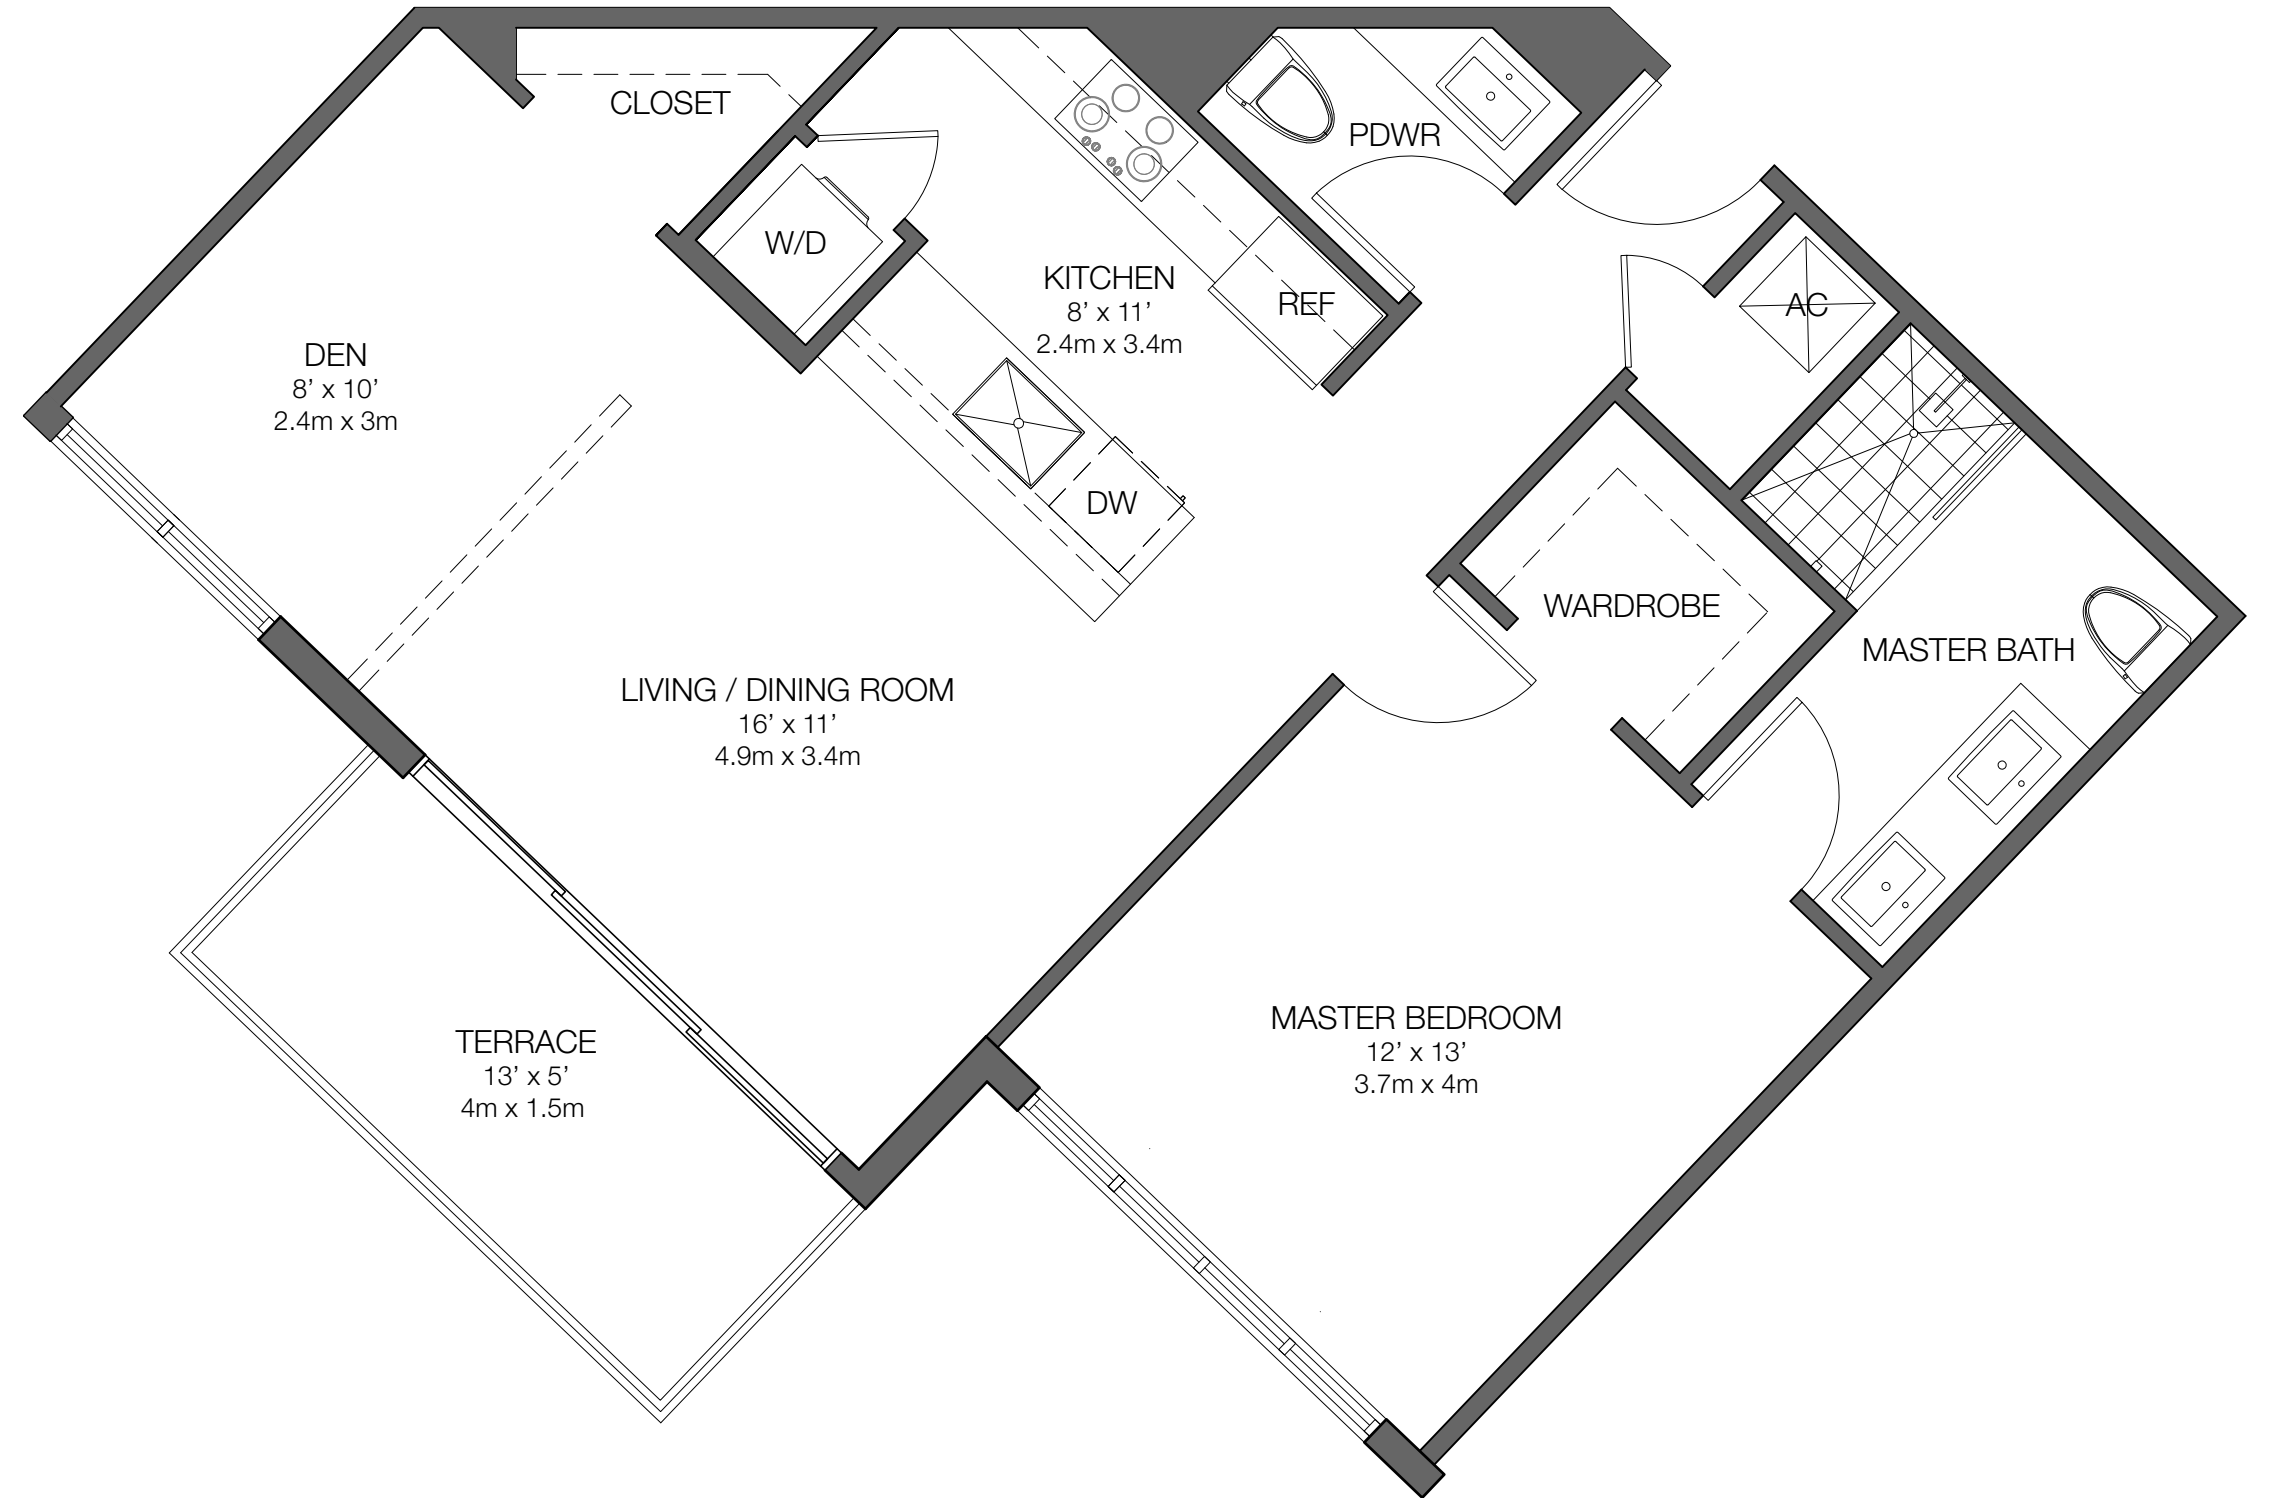 CLOSET
PDWR
W/D
KITCHEN
8’ x 11’
2.4m x 3.4m
REF
AC
DEN
8’ x 10’
2.4m x 3m
DW
WARDROBE
MASTER BATH
LIVING / DINING ROOM
16’ x 11’
4.9m x 3.4m
MASTER BEDROOM
12’ x 13’
3.7m x 4m
TERRACE
13’ x 5’
4m x 1.5m